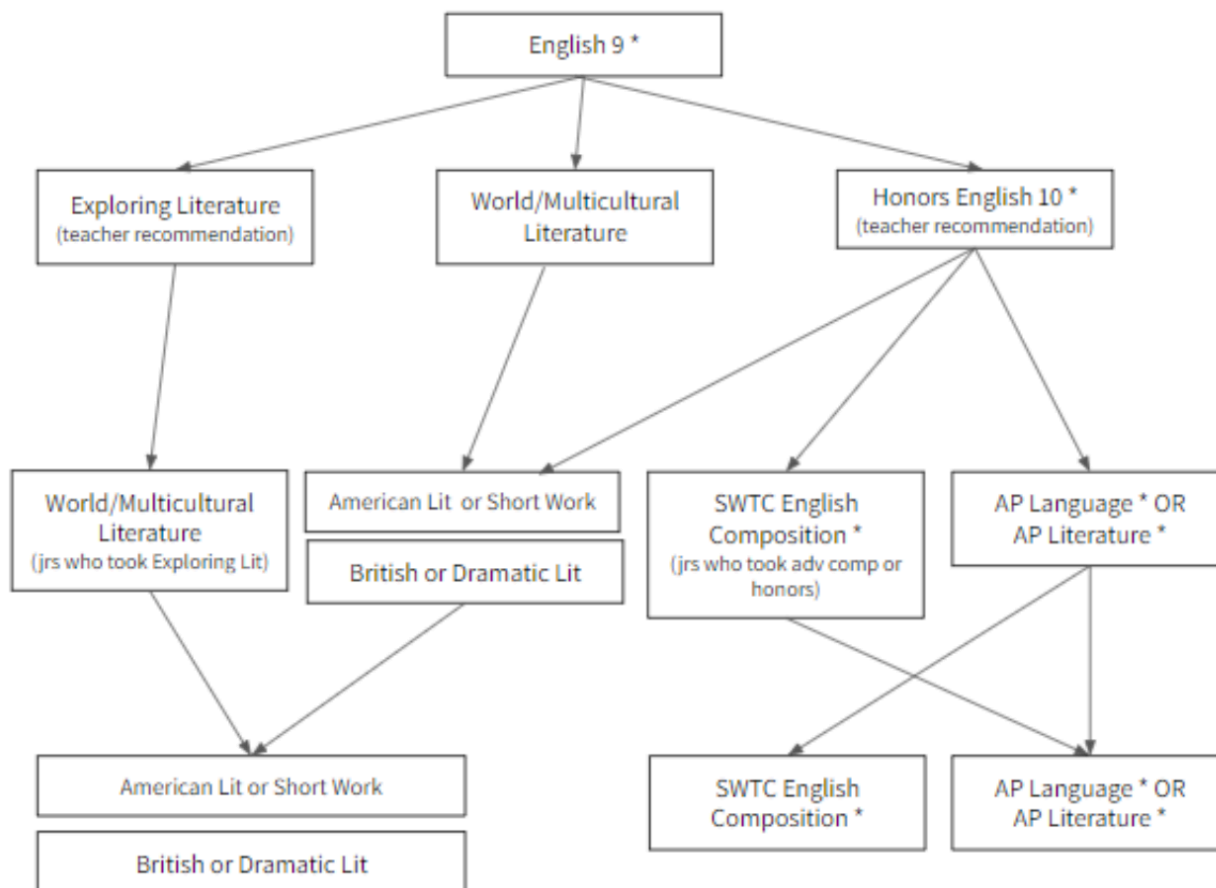 English 9 *
Exploring Literature
(teacher recommendation)
World/Multicultural
Literature
Honors English 10 *
(teacher recommendation)
World/Multicultural
Literature
(jrs who took Exploring Lit)
American Lit or Short Work
British or Dramatic Lit
SWTC English
Composition *
(jrs who took adv comp or
honors)
AP Language * OR
AP Literature *
American Lit or Short Work
British or Dramatic Lit
SWTC English
Composition *
AP Language * OR
AP Literature *